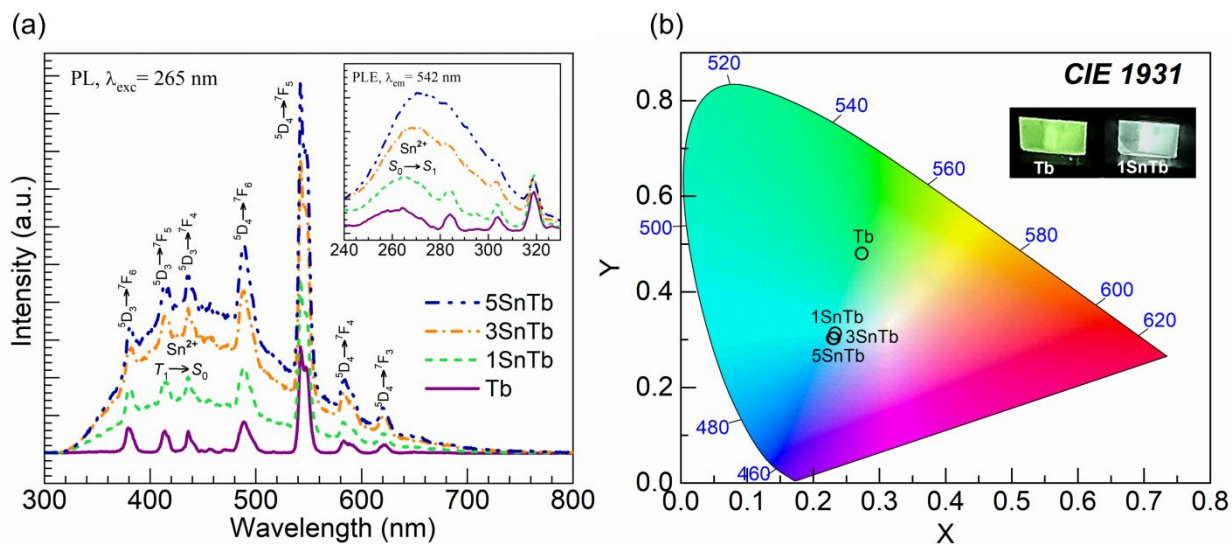 (a)
PL, λexc= 265 nm
⁵D₃→⁷F₆
⁵D₃→⁷F₅
⁵D₃→⁷F₄
⁵D₄→⁷F₆
⁵D₄→⁷F₅
⁵D₄→⁷F₄
⁵D₄→⁷F₃
Sn²⁺
T₁→S₀
PLE, λem= 542 nm
Sn²⁺
S₀→S₁
240 260 280 300 320
5SnTb
3SnTb
1SnTb
Tb
Intensity (a.u.)
300 400 500 600 700 800
Wavelength (nm)
(b)
CIE 1931
Tb
1SnTb
520
540
560
580
600
620
500
480
460
Tb
1SnTb
3SnTb
5SnTb
0.8
0.6
0.4
0.2
0.0
Y
0.0 0.1 0.2 0.3 0.4 0.5 0.6 0.7 0.8
X